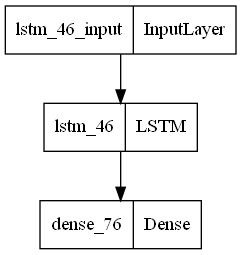 lstm_46_input InputLayer
lstm_46 LSTM
dense_76 Dense